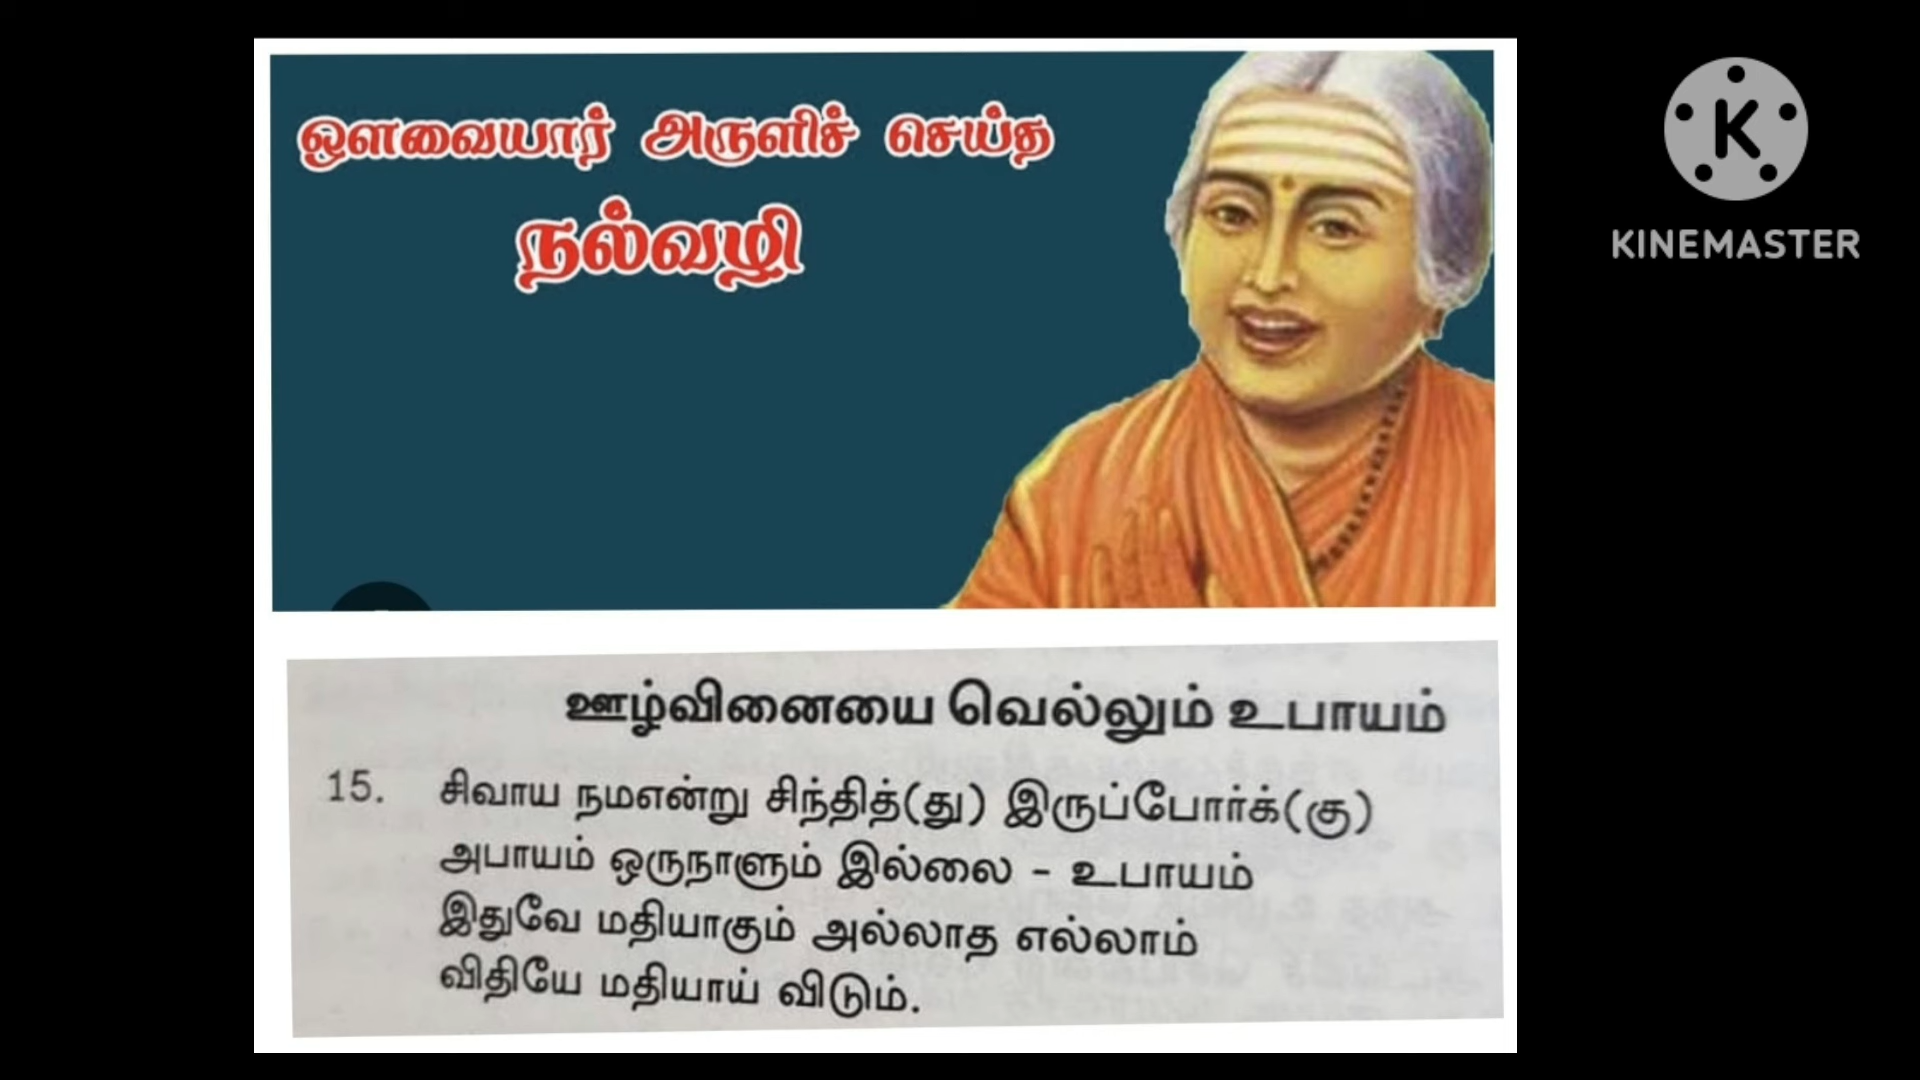 ஔவையார் அருளிச் செய்த
நல்வழி
K
KINEMASTER
ஊழ்வினையை வெல்லும் உபாயம்
15. சிவாய நமஎன்று சிந்தித்(து) இருப்போர்க்(கு)
அபாயம் ஒருநாளும் இல்லை - உபாயம்
இதுவே மதியாகும் அல்லாத எல்லாம்
விதியே மதியாய் விடும்.